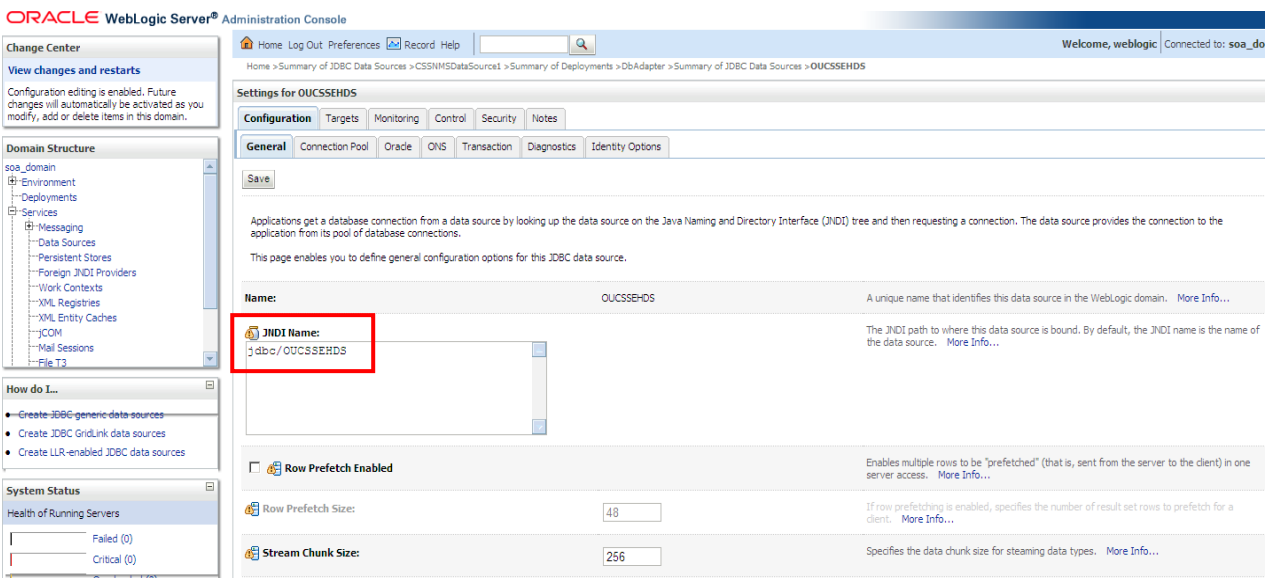 ORACLE WebLogic Server® Administration Console
Change Center
View changes and restarts
Configuration editing is enabled. Future
changes will automatically be activated as you
modify, add or delete items in this domain.
Domain Structure
soa_domain
Environment
Deployments
Services
Messaging
Data Sources
Persistent Stores
Foreign JNDI Providers
Work Contexts
XML Registries
XML Entity Caches
jCOM
Mail Sessions
File T3
How do I...
Create JDBC generic data sources
Create JDBC GridLink data sources
Create LLR-enabled JDBC data sources
System Status
Health of Running Servers
Failed (0)
Critical (0)
Home Log Out Preferences Record Help
Welcome, weblogic Connected to: soa_do
Home >Summary of JDBC Data Sources >CSSNMSDataSource1 >Summary of Deployments >DbAdapter >Summary of JDBC Data Sources >OUCSSEHDS
Settings for OUCSSEHDS
Configuration Targets Monitoring Control Security Notes
General Connection Pool Oracle ONS Transaction Diagnostics Identity Options
Save
Applications get a database connection from a data source by looking up the data source on the Java Naming and Directory Interface (JNDI) tree and then requesting a connection. The data source provides the connection to the
application from its pool of database connections.
This page enables you to define general configuration options for this JDBC data source.
Name: OUCSSEHDS A unique name that identifies this data source in the WebLogic domain. More Info...
JNDI Name:
jdbc/OUCSSEHDS
The JNDI path to where this data source is bound. By default, the JNDI name is the name of
the data source. More Info...
Row Prefetch Enabled
Enables multiple rows to be "prefetched" (that is, sent from the server to the client) in one
server access. More Info...
Row Prefetch Size: 48
If row prefetching is enabled, specifies the number of result set rows to prefetch for a
client. More Info...
Stream Chunk Size: 256 Specifies the data chunk size for steaming data types. More Info...